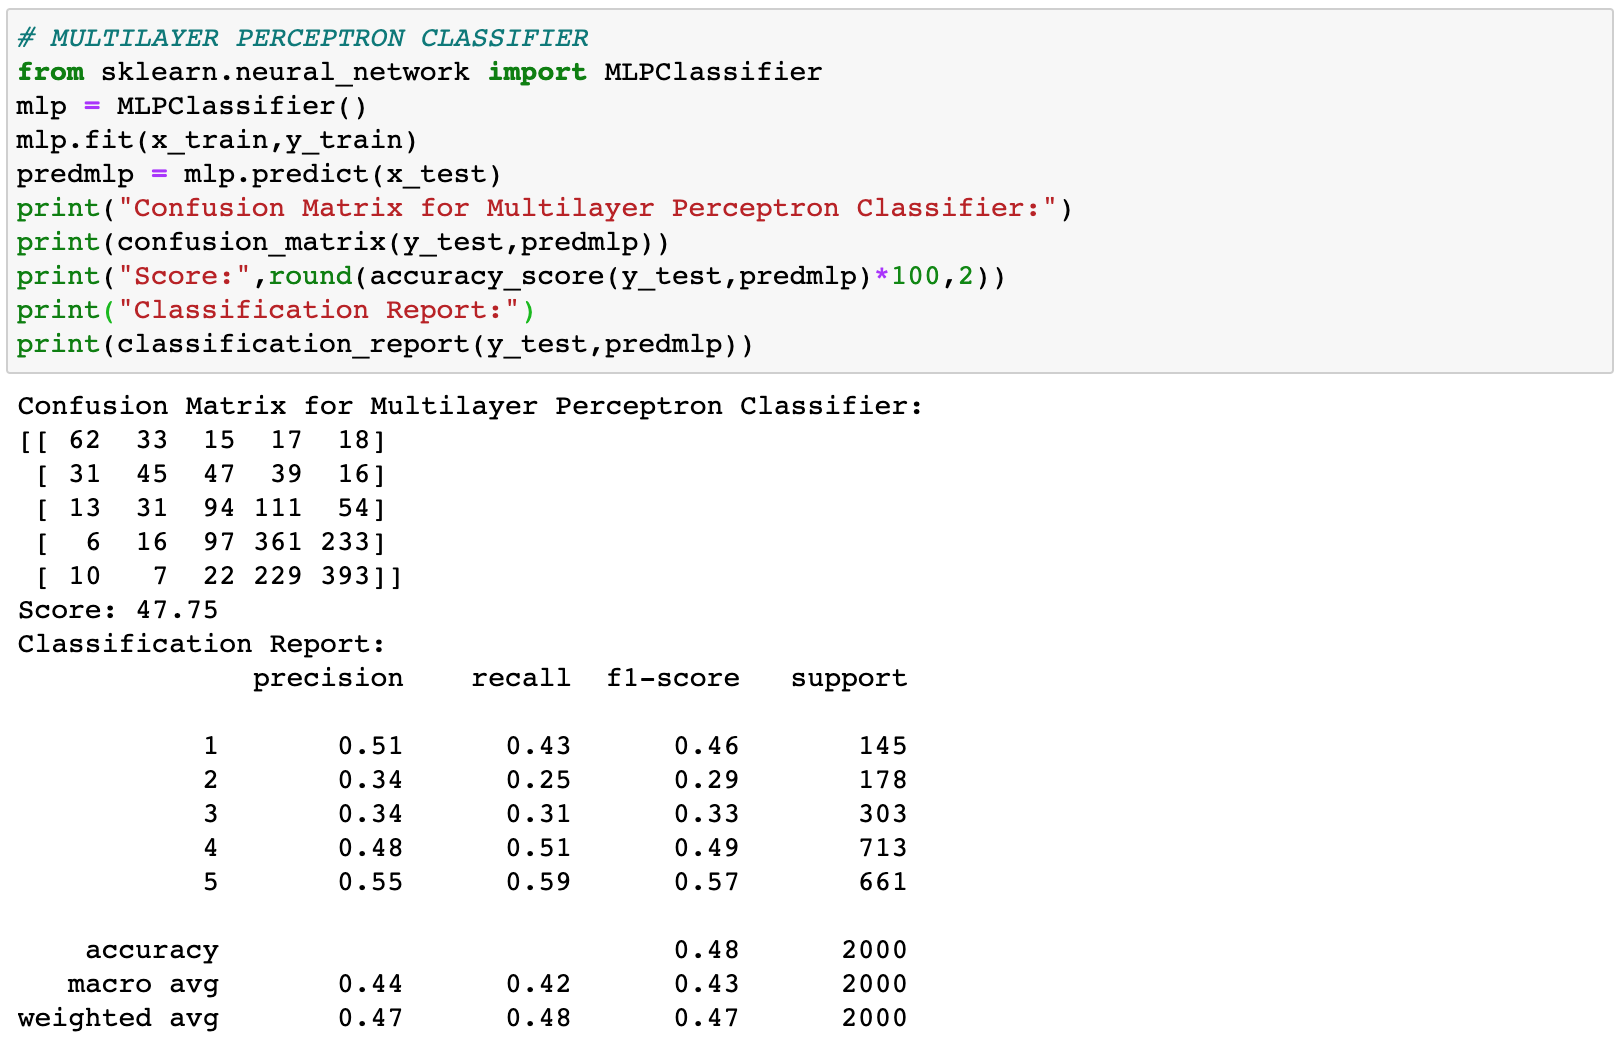 # MULTILAYER PERCEPTRON CLASSIFIER
from sklearn.neural_network import MLPClassifier
mlp = MLPClassifier()
mlp.fit(x_train,y_train)
predmlp = mlp.predict(x_test)
print("Confusion Matrix for Multilayer Perceptron Classifier:")
print(confusion_matrix(y_test,predmlp))
print("Score:",round(accuracy_score(y_test,predmlp)*100,2))
print("Classification Report:")
print(classification_report(y_test,predmlp))
Confusion Matrix for Multilayer Perceptron Classifier:
[[ 62  33  15  17  18]
 [ 31  45  47  39  16]
 [ 13  31  94 111  54]
 [  6  16  97 361 233]
 [ 10   7  22 229 393]]
Score: 47.75
Classification Report:
              precision    recall  f1-score   support
           1       0.51      0.43      0.46       145
           2       0.34      0.25      0.29       178
           3       0.34      0.31      0.33       303
           4       0.48      0.51      0.49       713
           5       0.55      0.59      0.57       661
    accuracy                           0.48      2000
   macro avg       0.44      0.42      0.43      2000
weighted avg       0.47      0.48      0.47      2000